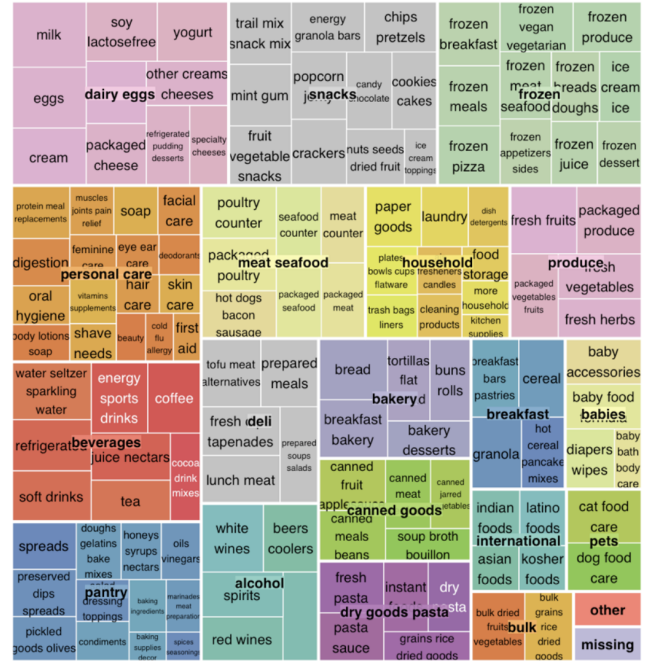 milk
soy
lactosefree
yogurt
eggs
dairy eggs
other creams
cheeses
cream
packaged
cheese
refrigerated
pudding
desserts
specialty
cheeses
trail mix
snack mix
energy
granola bars
chips
pretzels
mint gum
popcorn
snacks
candy
chocolate
cookies
cakes
fruit
vegetable
snacks
crackers
nuts seeds
dried fruit
ice
cream
toppings
frozen
breakfast
frozen
vegan
vegetarian
frozen
produce
frozen
meals
frozen
meat
seafood
frozen
frozen
breads
doughs
ice
cream
ice
frozen
pizza
frozen
appetizers
sides
frozen
juice
frozen
dessert
protein meal
replacements
muscles
joints pain
relief
soap
facial
care
digestion
feminine
care
eye ear
care
deodorants
personal care
oral
hygiene
vitamins
supplements
hair
care
skin
care
body lotions
soap
shave
needs
beauty
cold
flu
allergy
first
aid
poultry
counter
seafood
counter
meat
counter
packaged
poultry
meat seafood
hot dogs
bacon
sausage
packaged
seafood
packaged
meat
paper
goods
laundry
dish
detergents
plates
bowls cups
flatware
household
fresheners
candles
food
storage
more
household
trash bags
liners
cleaning
products
kitchen
supplies
fresh fruits
packaged
produce
produce
packaged
vegetables
fruits
fresh
vegetables
fresh herbs
water seltzer
sparkling
water
energy
sports
drinks
coffee
refrigerated
beverages
juice nectars
cocoa
drink
mixes
soft drinks
tea
tofu meat
alternatives
prepared
meals
fresh
deli
tapenades
prepared
soups
salads
lunch meat
bread
tortillas
flat
buns
rolls
bakery
breakfast
bakery
bakery
desserts
breakfast
bars
pastries
cereal
breakfast
granola
hot
cereal
pancake
mixes
baby
accessories
baby food
formula
babies
diapers
wipes
baby
bath
body
care
canned
fruit
applesauce
canned
meat
canned
jarred
vegetables
canned goods
canned
meals
beans
soup broth
bouillon
indian
foods
latino
foods
international
asian
foods
kosher
foods
cat food
care
pets
dog food
care
spreads
doughs
gelatins
bake
mixes
honeys
syrups
nectars
oils
vinegars
preserved
dips
spreads
pantry
dressing
toppings
baking
ingredients
marinades
meat
preparation
pickled
goods olives
condiments
baking
supplies
decor
spices
seasonings
white
wines
beers
coolers
alcohol
spirits
red wines
fresh
pasta
instant
foods
dry
pasta
dry goods pasta
pasta
sauce
grains rice
dried goods
bulk dried
fruits
vegetables
bulk
bulk
grains
rice
dried
goods
other
missing